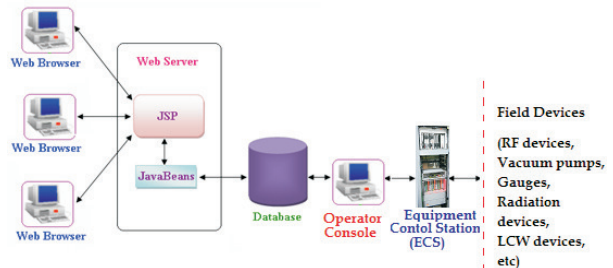 Web Browser
Web Browser
Web Browser
Web Server
JSP
JavaBeans
Database
Operator
Console
Equipment
Contol Station
(ECS)
Field Devices
(RF devices,
Vacuum pumps,
Gauges,
Radiation
devices,
LCW devices,
etc)